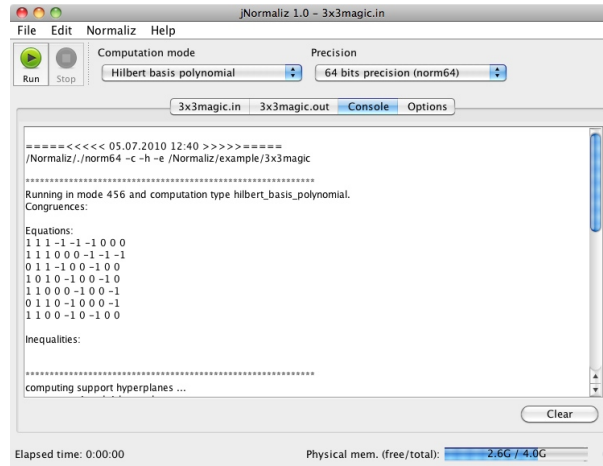 jNormaliz 1.0 – 3x3magic.in
File Edit Normaliz Help
Computation mode Precision
Run Stop Hilbert basis polynomial 64 bits precision (norm64)
3x3magic.in 3x3magic.out Console Options
=====<<<<< 05.07.2010 12:40 >>>>>=====
/Normaliz/./norm64 -c -h -e /Normaliz/example/3x3magic
************************************************************
Running in mode 456 and computation type hilbert_basis_polynomial.
Congruences:
Equations:
1 1 1 -1 -1 -1 0 0 0
1 1 1 0 0 0 -1 -1 -1
0 1 1 -1 0 0 -1 0 0
1 0 1 0 -1 0 0 -1 0
1 1 0 0 0 -1 0 0 -1
0 1 1 0 -1 0 0 0 -1
1 1 0 0 -1 0 -1 0 0
Inequalities:
************************************************************
computing support hyperplanes ...
Clear
Elapsed time: 0:00:00 Physical mem. (free/total): 2.6G / 4.0G